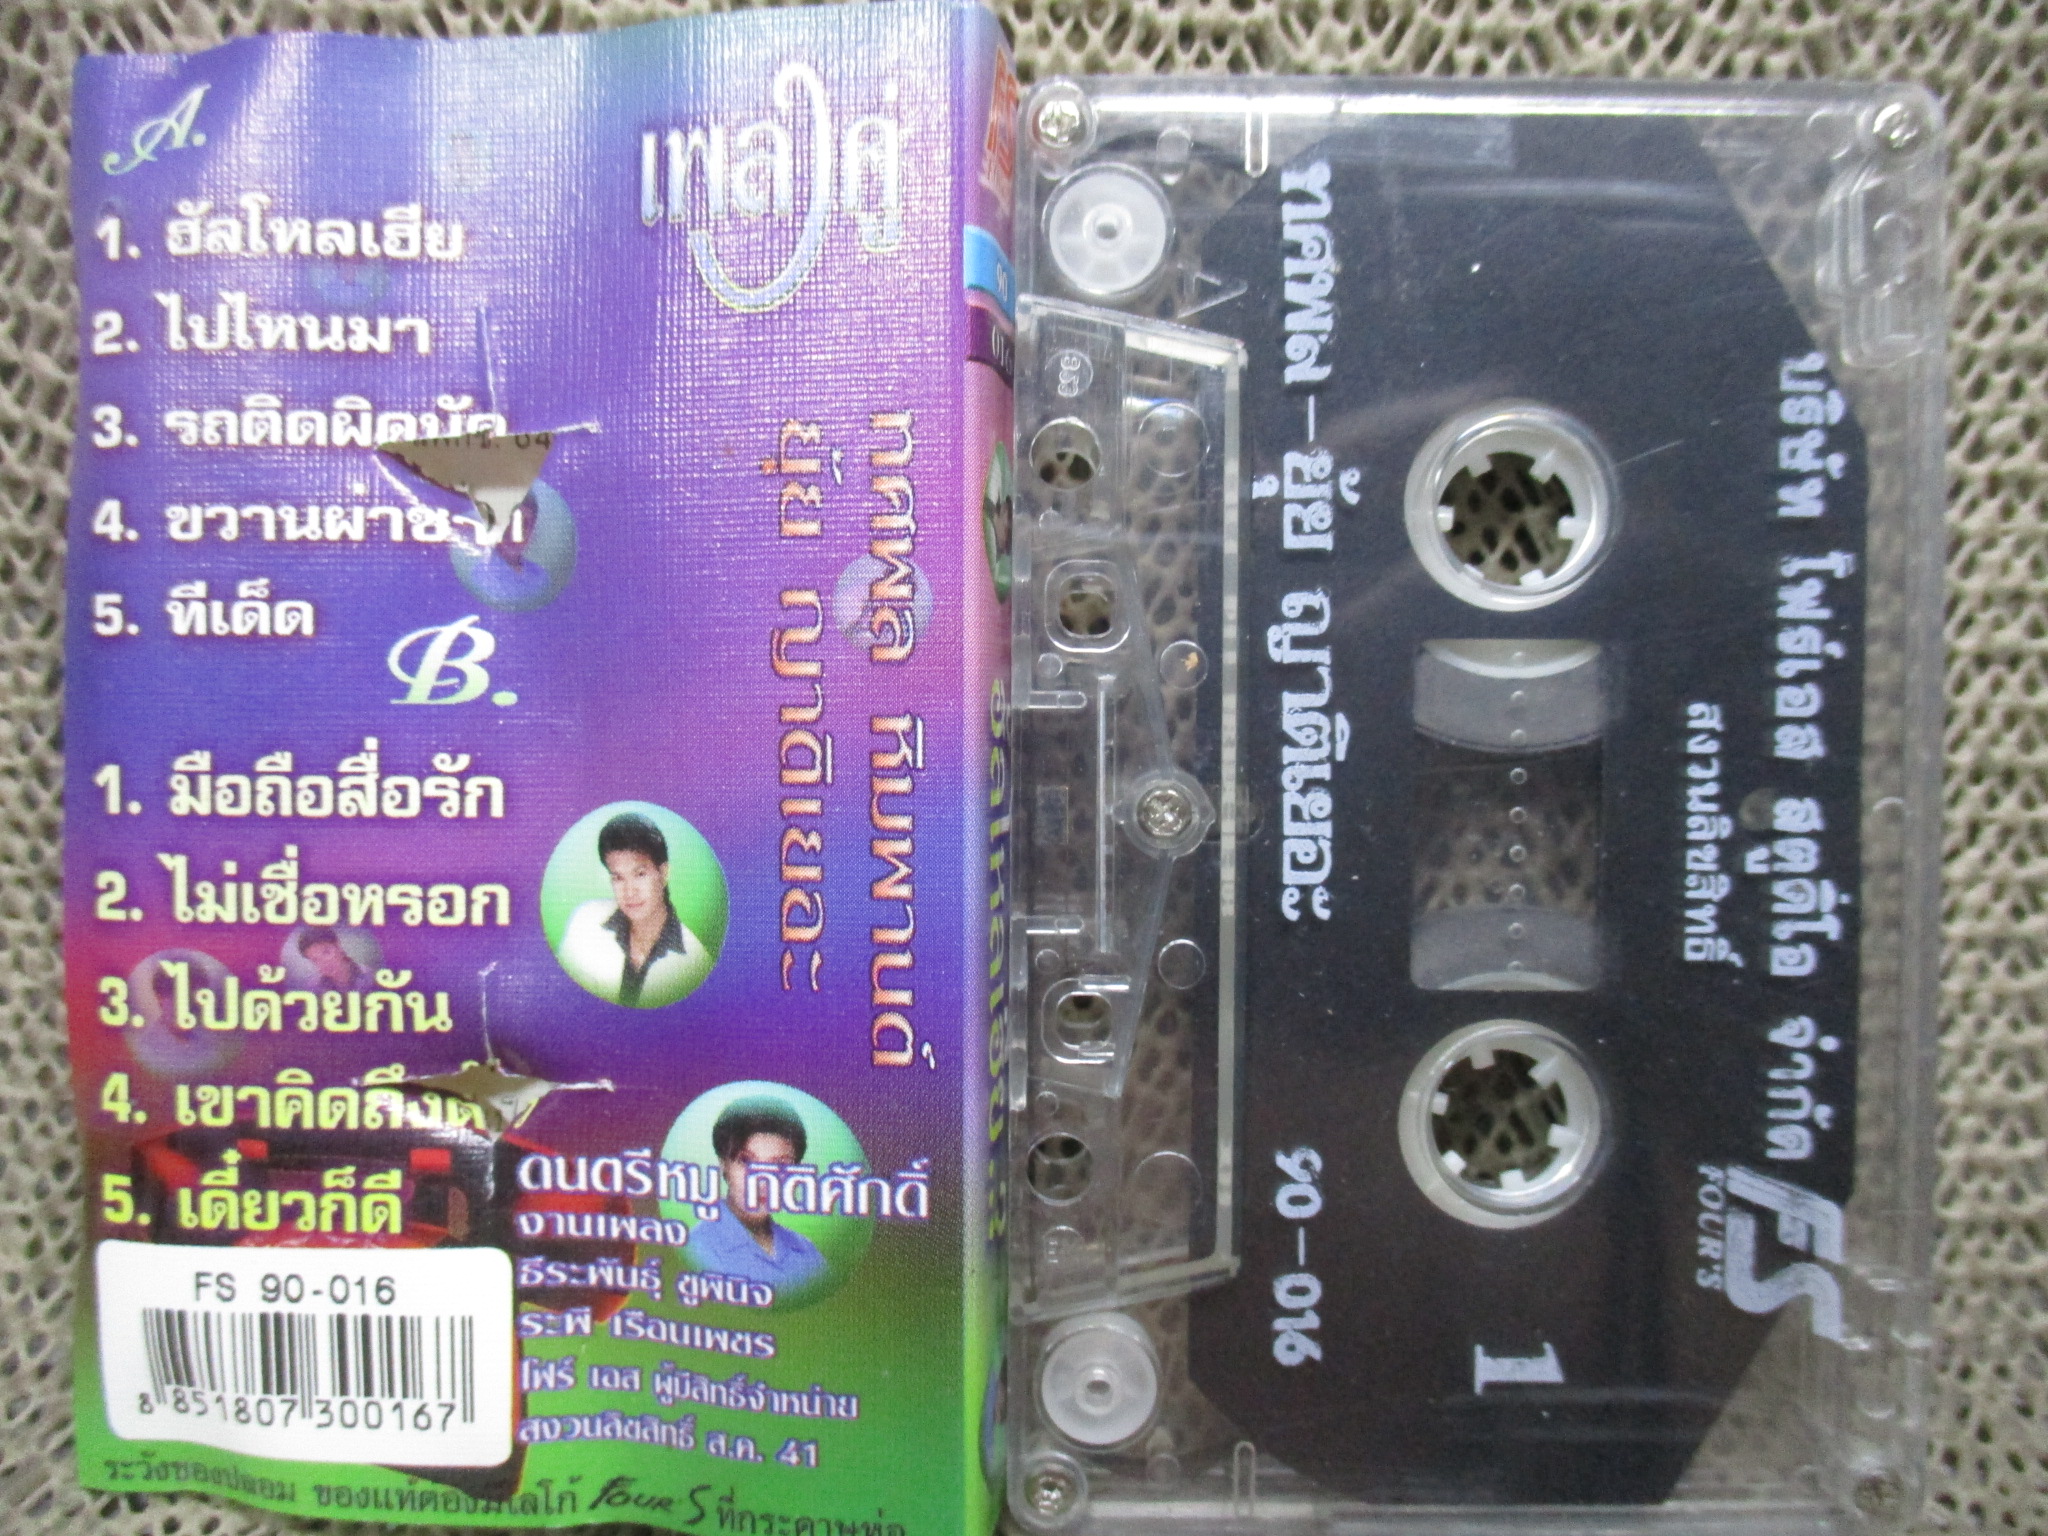 A.
1. ฮัลโหลเฮีย
2. ไปไหนมา
3. รถติดผิดนัด
4. ขวานผ่าซาก
5. ทีเด็ด
B.
1. มือถือสื่อรัก
2. ไม่เชื่อหรอก
3. ไปด้วยกัน
4. เขาคิดถึง
5. เดี๋ยวก็ดี
เพลงคู่
ทศพล หิมพานต์
ยุ้ย ญาติเยอะ
ดนตรีหมู กิติศักดิ์
งานเพลง
ธีระพันธุ์ ชูพินิจ
ระพี เรือนเพชร
โฟร์ เอส ผู้มีสิทธิ์จำหน่าย
สงวนลิขสิทธิ์ ส.ค. 41
FS 90-016
8 851807 300167
ระวังของปลอม ของแท้ต้องมีโลโก้ FOUR'S ที่กระดาษห่อ
90
016
ทศพล-ยุ้ย ญาติเยอะ
90-016
1
บริษัท โฟร์เอส สตูดิโอ จำกัด
สงวนลิขสิทธิ์
FS
FOUR'S